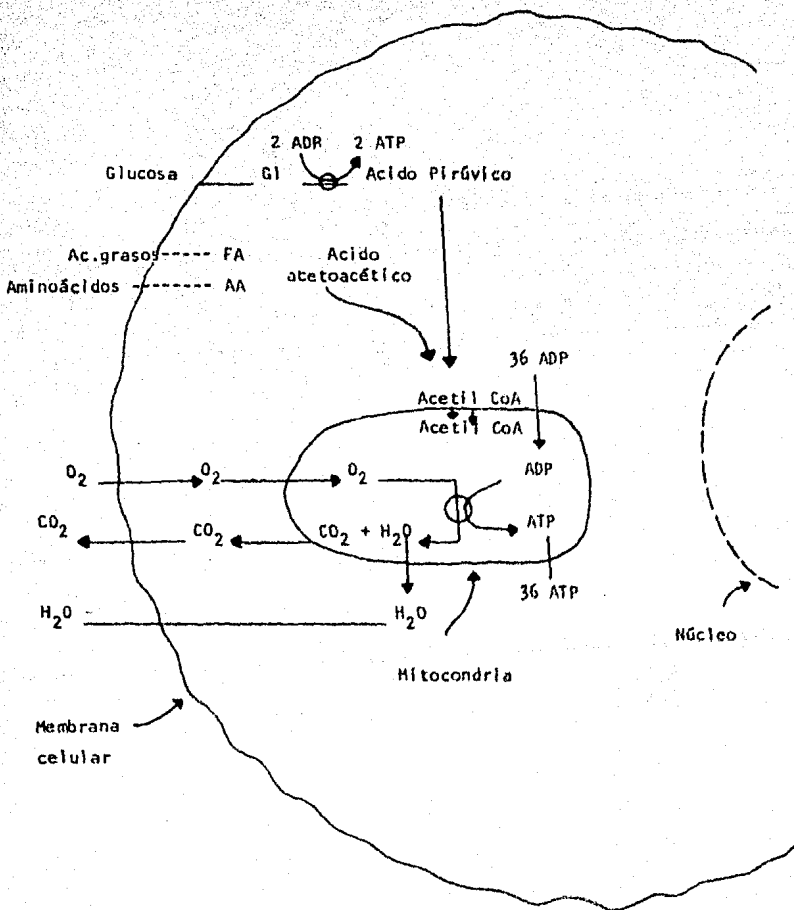 2 ADR 2 ATP
Glucosa Gl Acido Pirúvico
Ac.grasos FA
Aminoácidos AA
Acido
atetoacético
36 ADP
Acetil CoA
Acetil CoA
O2 O2 O2 ADP
CO2 CO2 CO2 + H2O ATP
36 ATP
H2O H2O
Núcleo
Mitocondria
Membrana
celular